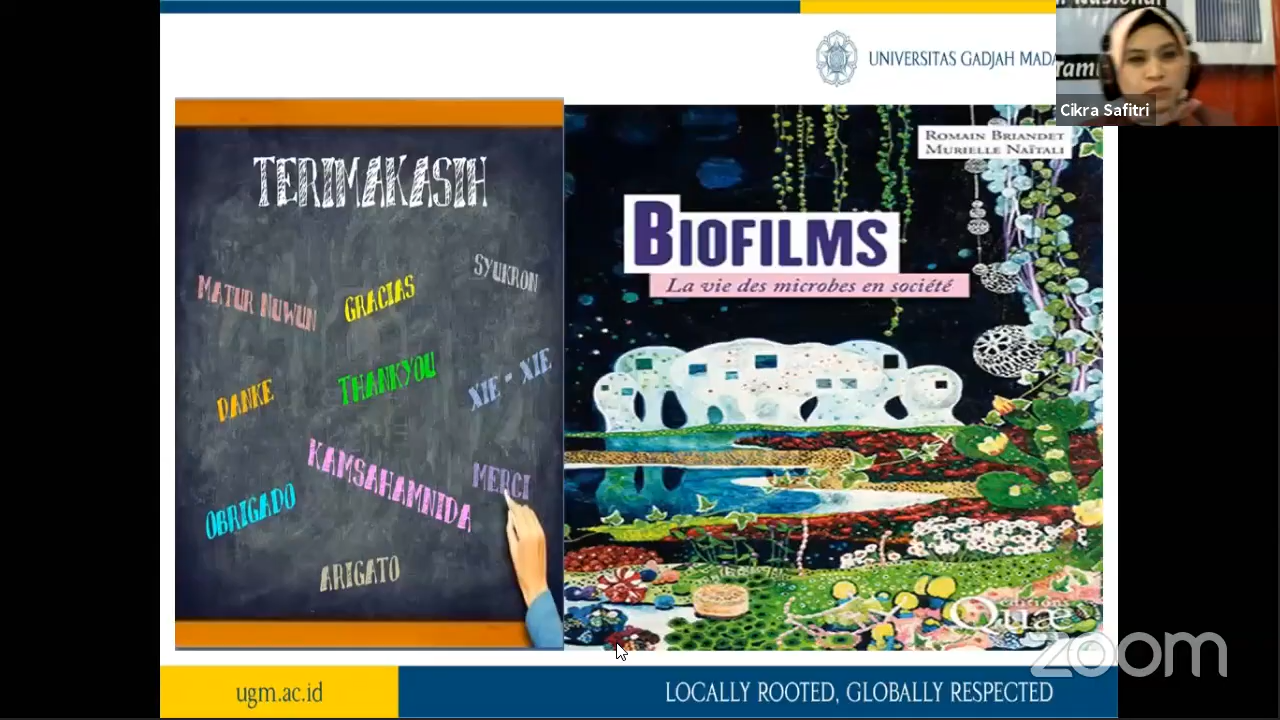 UNIVERSITAS GADJAH MADA
Cikra Safitri
TERIMAKASIH
MATUR NUWUN
GRACIAS
SYUKRON
DANKE
THANKYOU
XIE - XIE
KAMSAHAMNIDA
MERCI
OBRIGADO
ARIGATO
ROMAIN BRIANDET
MURIELLE NAÏTALI
BIOFILMS
La vie des microbes en société
éditions
Quæ
zoom
ugm.ac.id
LOCALLY ROOTED, GLOBALLY RESPECTED